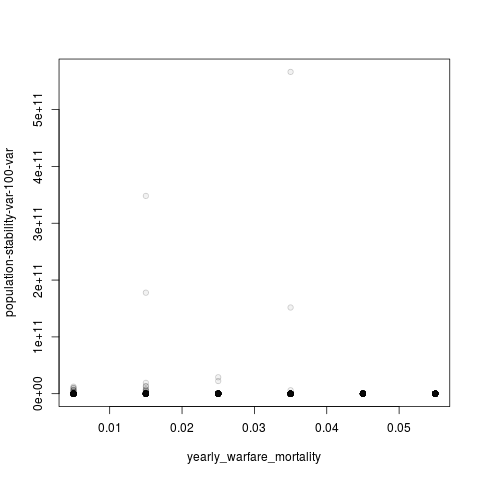 5e+11
4e+11
3e+11
2e+11
1e+11
0e+00
population-stability-var-100-var
0.01 0.02 0.03 0.04 0.05
yearly_warfare_mortality